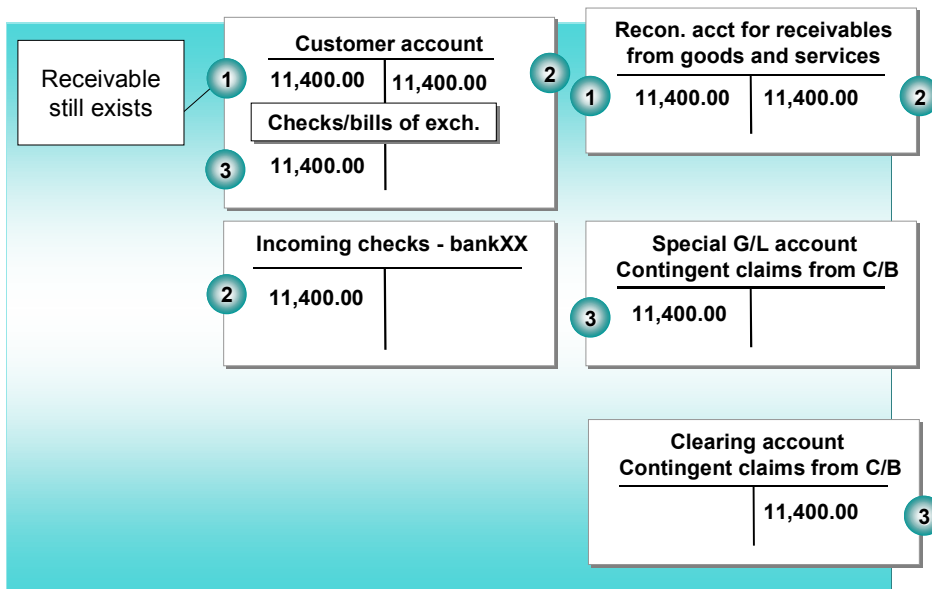 Receivable
still exists
Customer account
1 11,400.00 11,400.00 2
Checks/bills of exch.
3 11,400.00
Recon. acct for receivables
from goods and services
1 11,400.00 11,400.00 2
Incoming checks - bankXX
2 11,400.00
Special G/L account
Contingent claims from C/B
3 11,400.00
Clearing account
Contingent claims from C/B
11,400.00 3